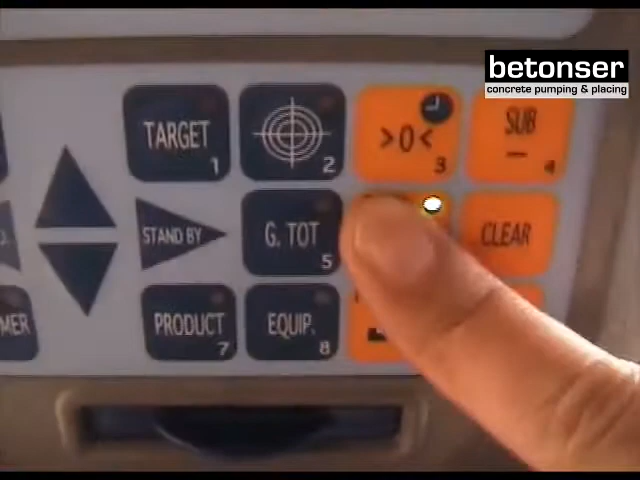 betonser
concrete pumping & placing
TARGET
1
2
>0<
3
SUB
4
STAND BY
G. TOT
5
CLEAR
MER
PRODUCT
7
EQUIP.
8